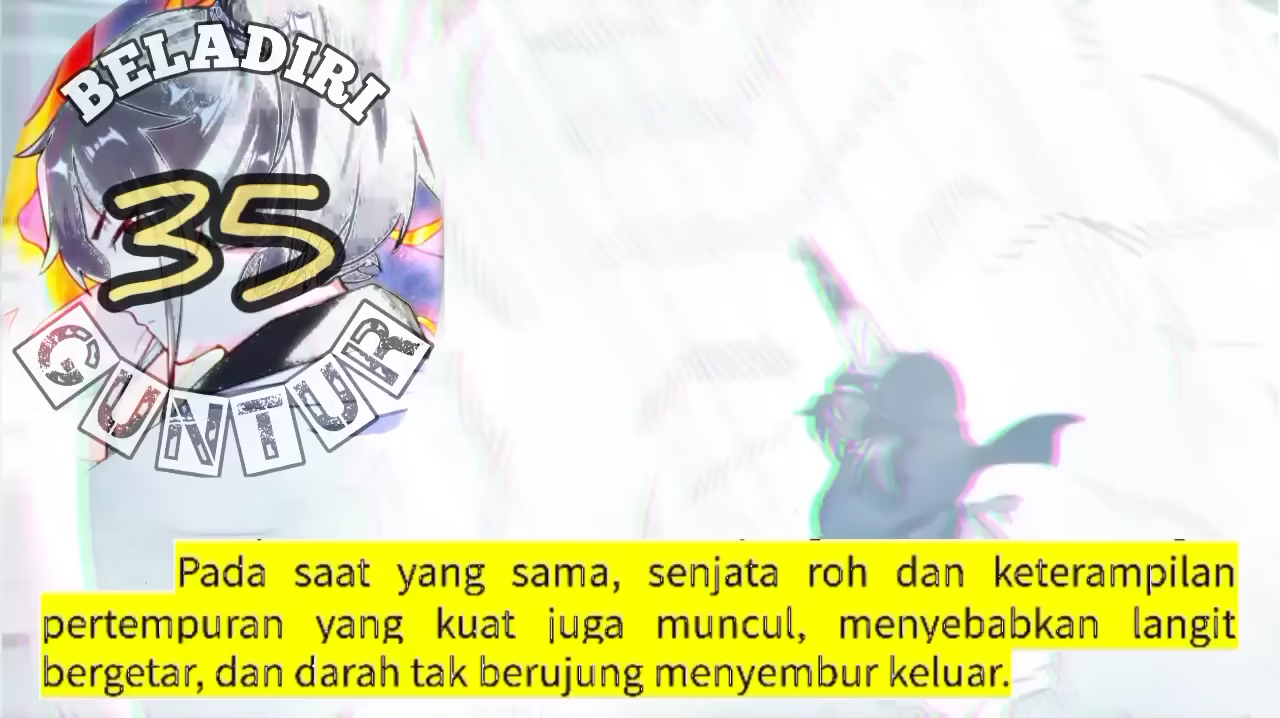 BELADIRI
35
GUNTUR
Pada saat yang sama, senjata roh dan keterampilan
pertempuran yang kuat juga muncul, menyebabkan langit
bergetar, dan darah tak berujung menyembur keluar.